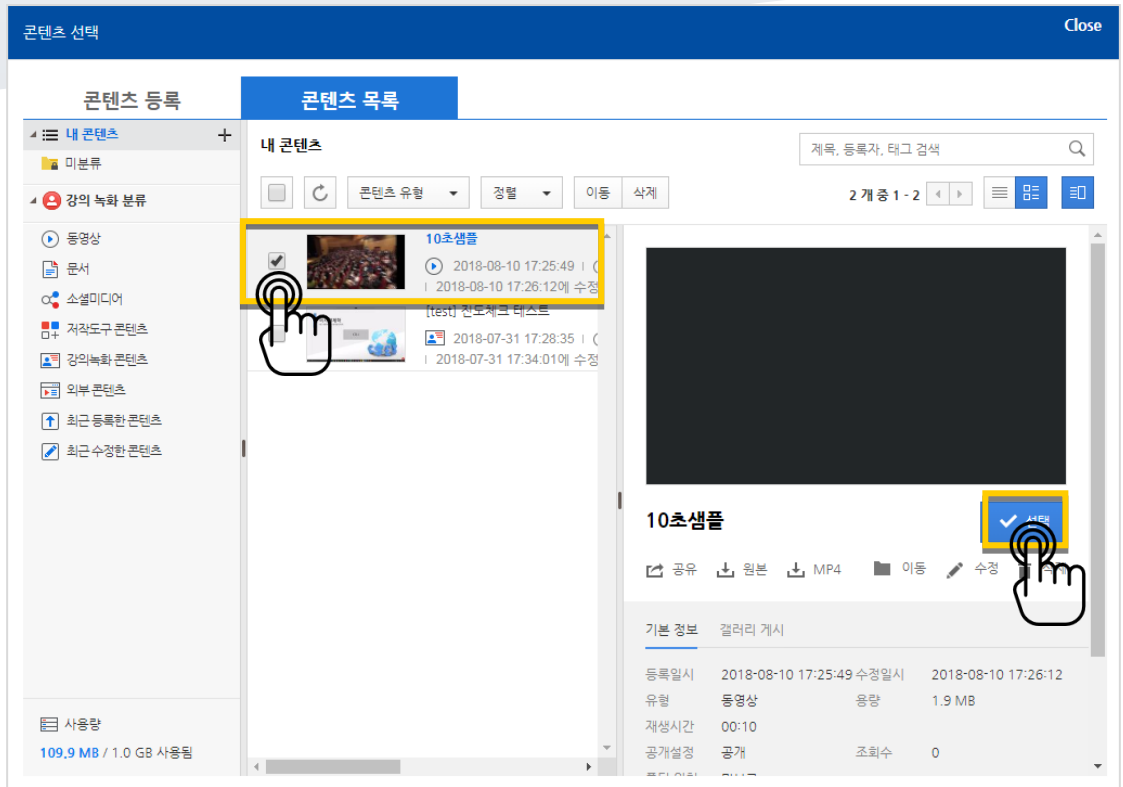 콘텐츠 선택
Close
콘텐츠 등록
콘텐츠 목록
내 콘텐츠
미분류
강의 녹화 분류
동영상
문서
소셜미디어
저작도구 콘텐츠
강의녹화 콘텐츠
외부 콘텐츠
최근 등록한 콘텐츠
최근 수정한 콘텐츠
사용량
109.9 MB / 1.0 GB 사용됨
내 콘텐츠
제목, 등록자, 태그 검색
콘텐츠 유형
정렬
이동
삭제
2 개 중 1 - 2
10초샘플
2018-08-10 17:25:49
2018-08-10 17:26:12에 수정
[test] 진도체크 테스트
2018-07-31 17:28:35
2018-07-31 17:34:01에 수정
10초샘플
선택
공유
원본
MP4
이동
수정
기본 정보
갤러리 게시
등록일시 2018-08-10 17:25:49 수정일시 2018-08-10 17:26:12
유형 동영상 용량 1.9 MB
재생시간 00:10
공개설정 공개 조회수 0